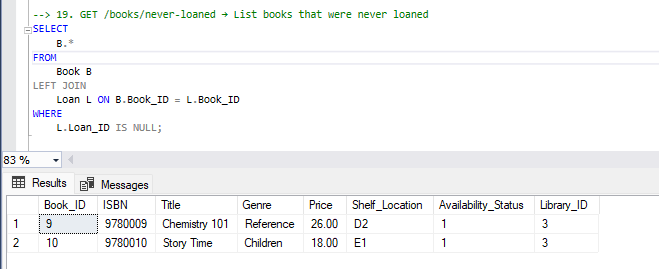 --> 19. GET /books/never-loaned → List books that were never loaned
SELECT
B.*
FROM
Book B
LEFT JOIN
Loan L ON B.Book_ID = L.Book_ID
WHERE
L.Loan_ID IS NULL;
83 %
Results Messages
Book_ID ISBN Title Genre Price Shelf_Location Availability_Status Library_ID
1 9 9780009 Chemistry 101 Reference 26.00 D2 1 3
2 10 9780010 Story Time Children 18.00 E1 1 3